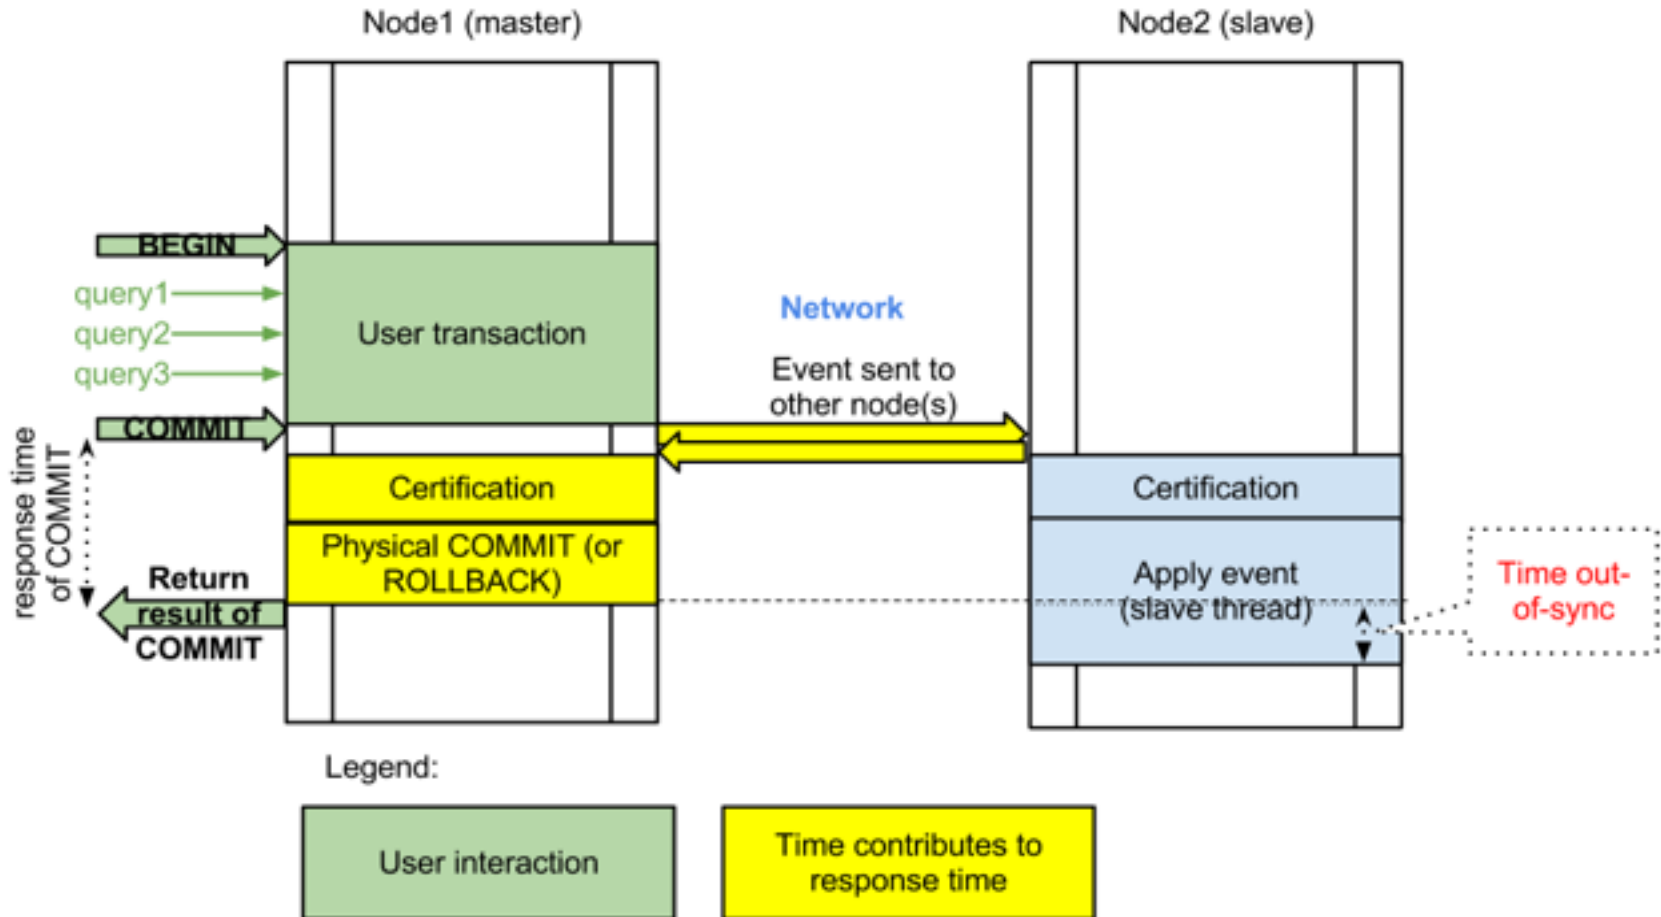 Node1 (master)
Node2 (slave)
BEGIN
query1
query2
query3
COMMIT
User transaction
Network
Event sent to
other node(s)
response time
of COMMIT
Certification
Physical COMMIT (or
ROLLBACK)
Return
result of
COMMIT
Certification
Apply event
(slave thread)
Time out-
of-sync
Legend:
User interaction
Time contributes to
response time